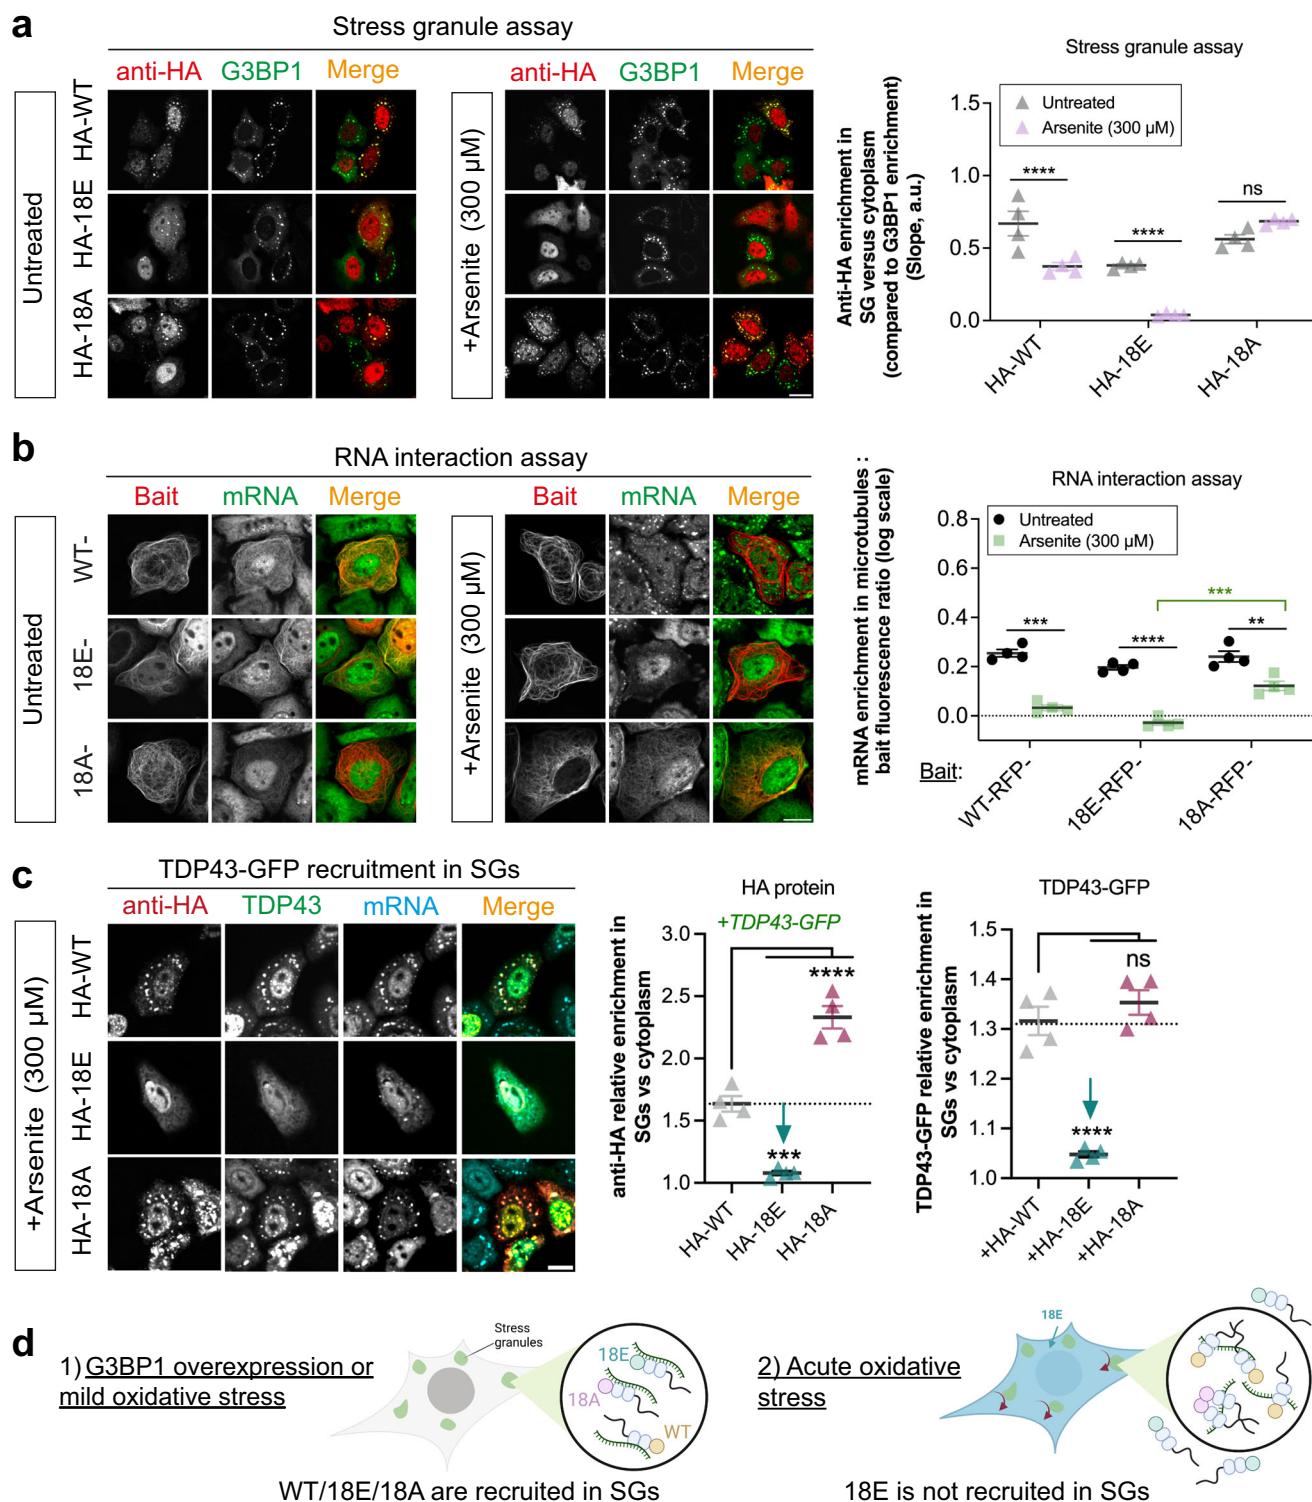 a
Stress granule assay
anti-HA G3BP1 Merge
anti-HA G3BP1 Merge
Untreated
HA-WT
HA-18E
HA-18A
+Arsenite (300 µM)
Stress granule assay
Untreated
Arsenite (300 µM)
Anti-HA enrichment in
SG versus cytoplasm
(compared to G3BP1 enrichment)
(Slope, a.u.)
1.5
1.0
0.5
0.0
****
****
ns
HA-WT
HA-18E
HA-18A
b
RNA interaction assay
Bait mRNA Merge
Bait mRNA Merge
Untreated
WT-
18E-
18A-
+Arsenite (300 µM)
RNA interaction assay
Untreated
Arsenite (300 µM)
mRNA enrichment in microtubules :
bait fluorescence ratio (log scale)
0.8
0.6
0.4
0.2
0.0
***
****
***
**
Bait:
WT-RFP-
18E-RFP-
18A-RFP-
c
TDP43-GFP recruitment in SGs
anti-HA TDP43 mRNA Merge
+Arsenite (300 µM)
HA-WT
HA-18E
HA-18A
HA protein
+TDP43-GFP
anti-HA relative enrichment in
SGs vs cytoplasm
3.0
2.5
2.0
1.5
1.0
****
***
HA-WT
HA-18E
HA-18A
TDP43-GFP
TDP43-GFP relative enrichment in
SGs vs cytoplasm
1.5
1.4
1.3
1.2
1.1
1.0
ns
****
+HA-WT
+HA-18E
+HA-18A
d
1) G3BP1 overexpression or
mild oxidative stress
Stress
granules
18E
18A
WT
WT/18E/18A are recruited in SGs
2) Acute oxidative
stress
18E
18E is not recruited in SGs